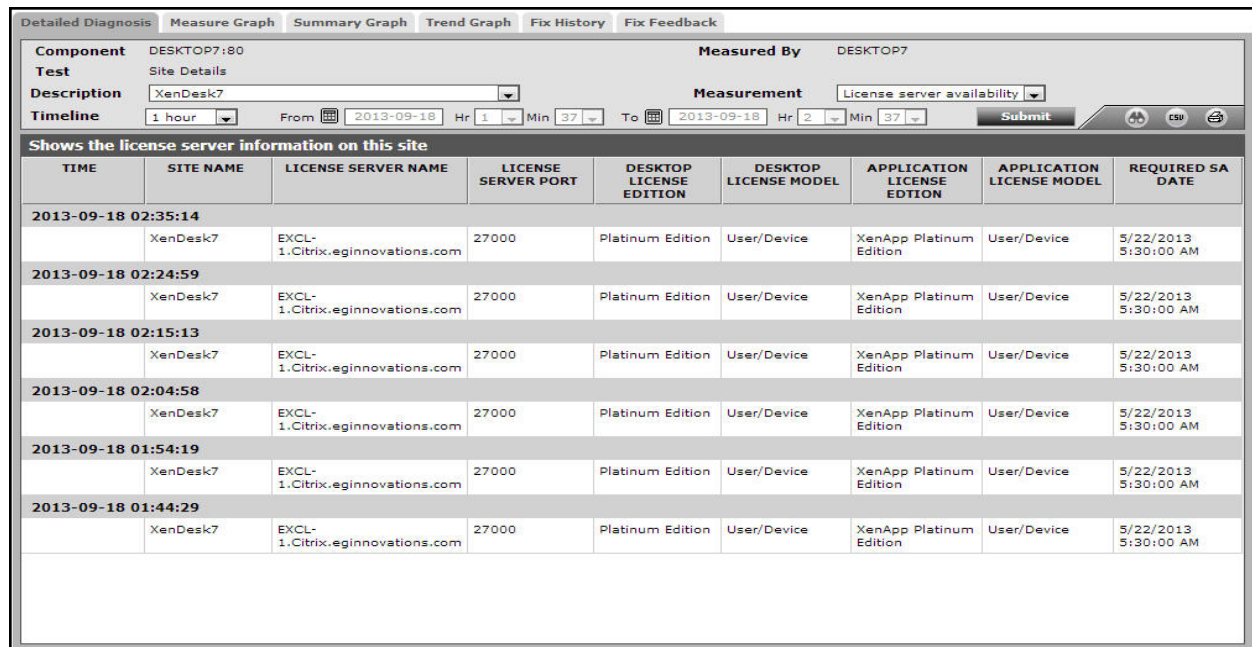 Detailed Diagnosis Measure Graph Summary Graph Trend Graph Fix History Fix Feedback
Component DESKTOP7:80 Measured By DESKTOP7
Test Site Details
Description XenDesk7 Measurement License server availability
Timeline 1 hour From 2013-09-18 Hr 1 Min 37 To 2013-09-18 Hr 2 Min 37 Submit CSV
Shows the license server information on this site
TIME SITE NAME LICENSE SERVER NAME LICENSE DESKTOP DESKTOP APPLICATION APPLICATION REQUIRED SA
SERVER PORT LICENSE LICENSE MODEL LICENSE LICENSE MODEL DATE
EDITION EDTION
2013-09-18 02:35:14
XenDesk7 EXCL- 27000 Platinum Edition User/Device XenApp Platinum User/Device 5/22/2013
1.Citrix.eginnovations.com Edition 5:30:00 AM
2013-09-18 02:24:59
XenDesk7 EXCL- 27000 Platinum Edition User/Device XenApp Platinum User/Device 5/22/2013
1.Citrix.eginnovations.com Edition 5:30:00 AM
2013-09-18 02:15:13
XenDesk7 EXCL- 27000 Platinum Edition User/Device XenApp Platinum User/Device 5/22/2013
1.Citrix.eginnovations.com Edition 5:30:00 AM
2013-09-18 02:04:58
XenDesk7 EXCL- 27000 Platinum Edition User/Device XenApp Platinum User/Device 5/22/2013
1.Citrix.eginnovations.com Edition 5:30:00 AM
2013-09-18 01:54:19
XenDesk7 EXCL- 27000 Platinum Edition User/Device XenApp Platinum User/Device 5/22/2013
1.Citrix.eginnovations.com Edition 5:30:00 AM
2013-09-18 01:44:29
XenDesk7 EXCL- 27000 Platinum Edition User/Device XenApp Platinum User/Device 5/22/2013
1.Citrix.eginnovations.com Edition 5:30:00 AM